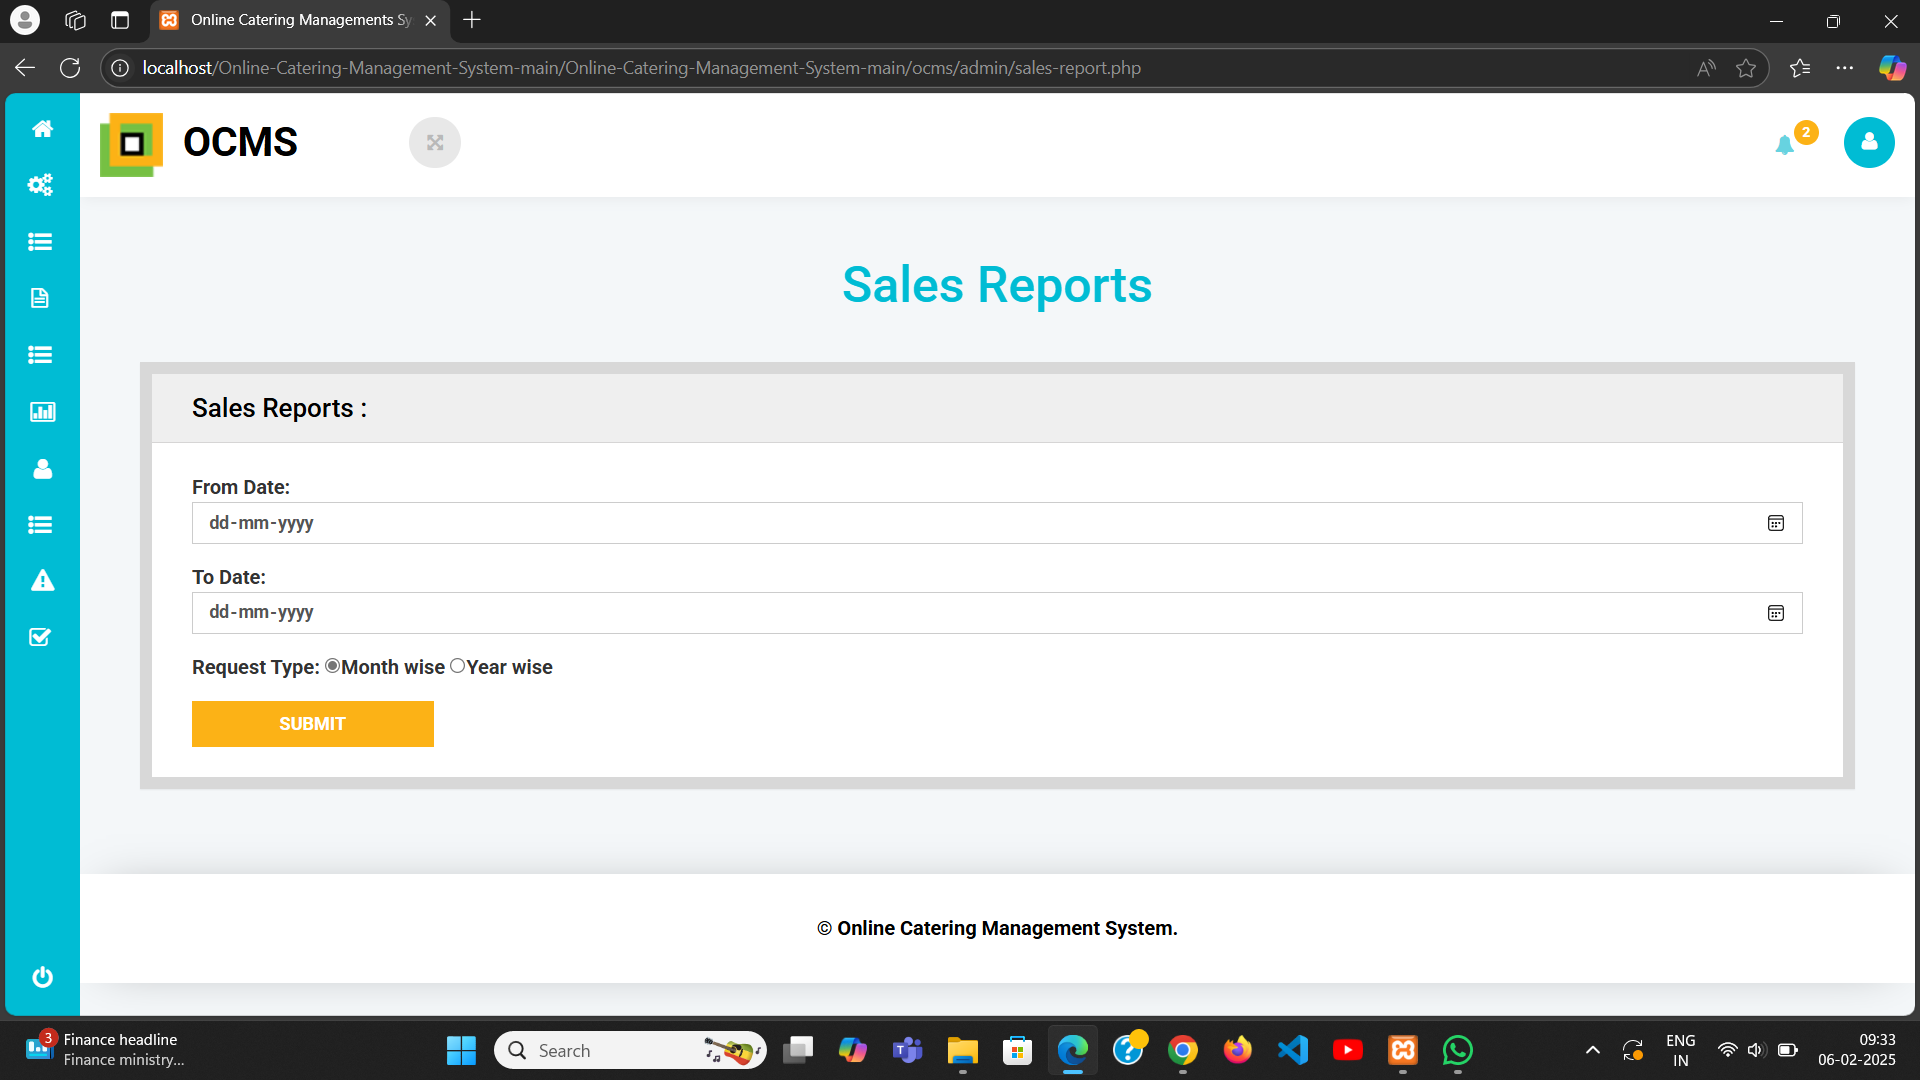 Online Catering Managements Sy
localhost/Online-Catering-Management-System-main/Online-Catering-Management-System-main/ocms/admin/sales-report.php
OCMS
2
Sales Reports
Sales Reports :
From Date:
dd-mm-yyyy
To Date:
dd-mm-yyyy
Request Type: Month wise Year wise
SUBMIT
© Online Catering Management System.
3
Finance headline
Finance ministry...
Search
ENG
IN
09:33
06-02-2025